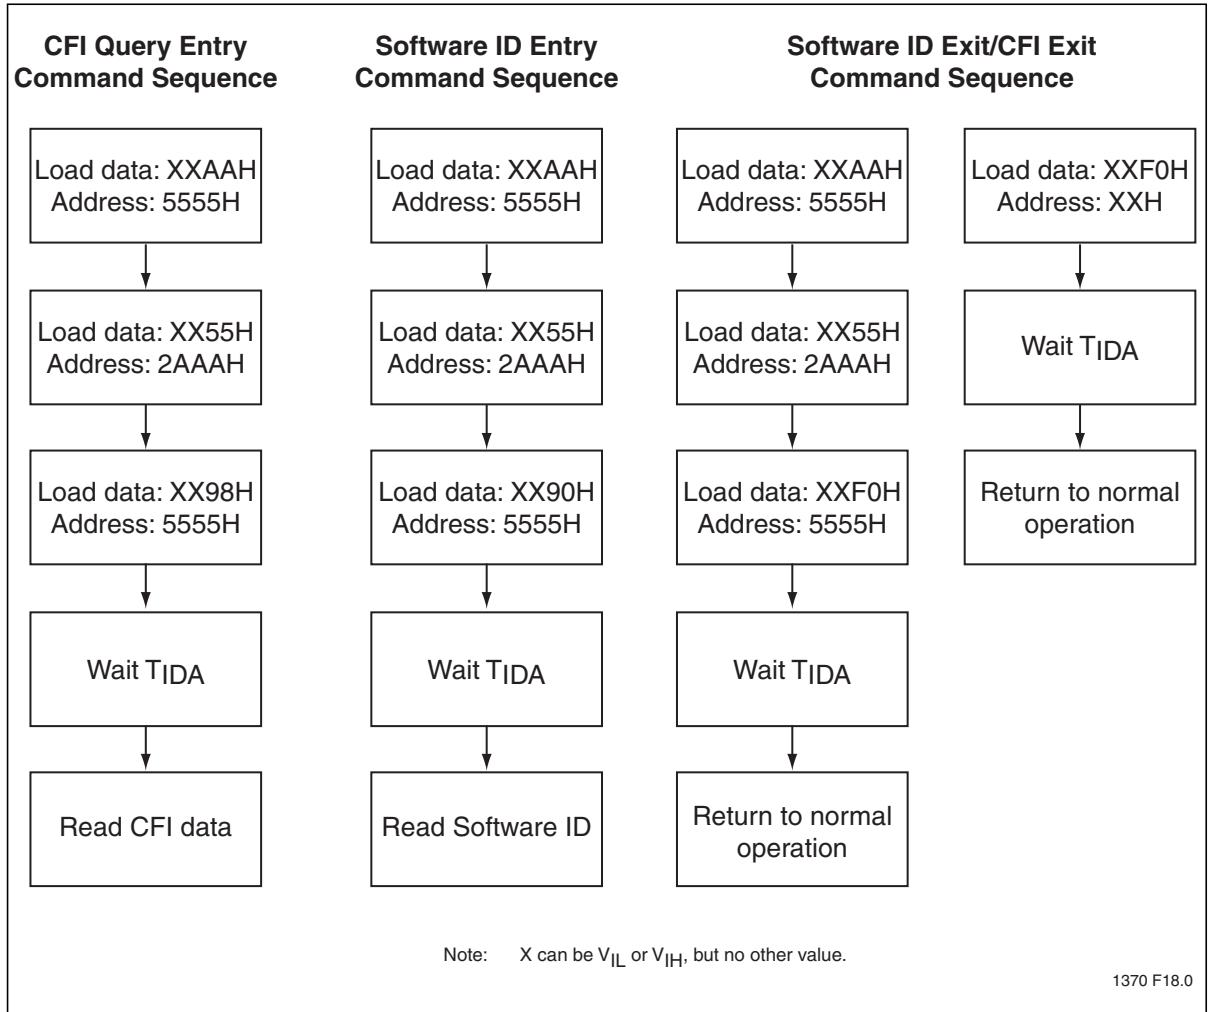 CFI Query Entry
Command Sequence
Load data: XXAAH
Address: 5555H
Load data: XX55H
Address: 2AAAH
Load data: XX98H
Address: 5555H
Wait TIDA
Read CFI data
Software ID Entry
Command Sequence
Load data: XXAAH
Address: 5555H
Load data: XX55H
Address: 2AAAH
Load data: XX90H
Address: 5555H
Wait TIDA
Read Software ID
Software ID Exit/CFI Exit
Command Sequence
Load data: XXAAH
Address: 5555H
Load data: XX55H
Address: 2AAAH
Load data: XXF0H
Address: 5555H
Wait TIDA
Return to normal
operation
Load data: XXF0H
Address: XXH
Wait TIDA
Return to normal
operation
Note: X can be VIL or VIH, but no other value.
1370 F18.0